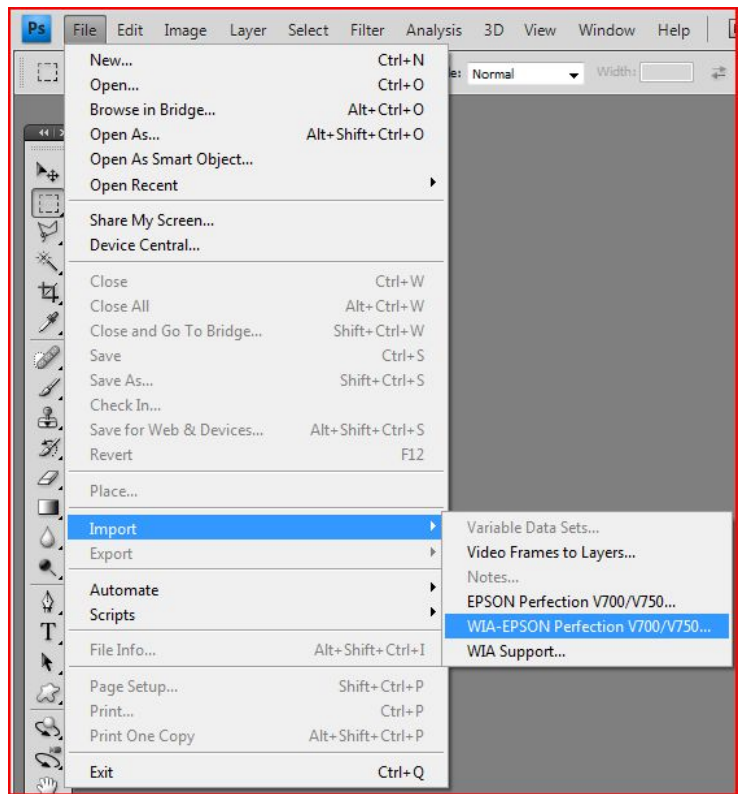 Ps File Edit Image Layer Select Filter Analysis 3D View Window Help
New... Ctrl+N
Open... Ctrl+O
Normal Width:
Browse in Bridge... Alt+Ctrl+O
Open As... Alt+Shift+Ctrl+O
Open As Smart Object...
Open Recent
Share My Screen...
Device Central...
Close Ctrl+W
Close All Alt+Ctrl+W
Close and Go To Bridge... Shift+Ctrl+W
Save Ctrl+S
Save As... Shift+Ctrl+S
Check In...
Save for Web & Devices... Alt+Shift+Ctrl+S
Revert F12
Place...
Import
Export
Automate
Scripts
File Info... Alt+Shift+Ctrl+I
Page Setup... Shift+Ctrl+P
Print... Ctrl+P
Print One Copy Alt+Shift+Ctrl+P
Exit Ctrl+Q
Variable Data Sets...
Video Frames to Layers...
Notes...
EPSON Perfection V700/V750...
WIA-EPSON Perfection V700/V750...
WIA Support...